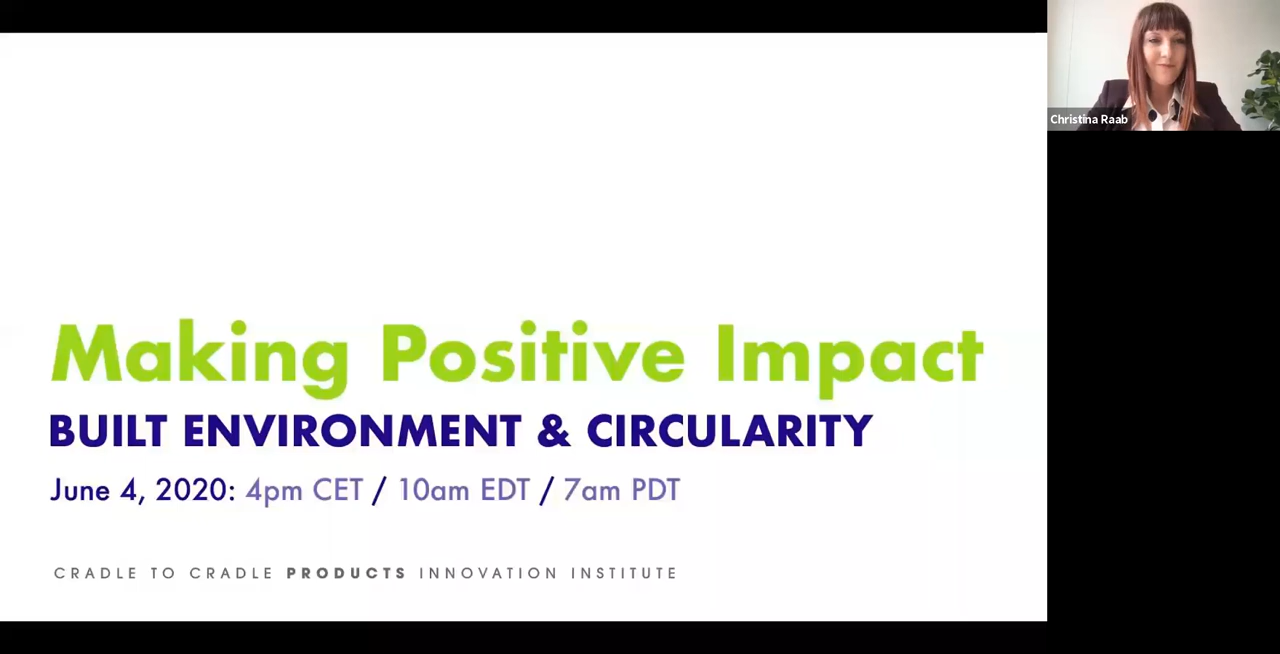 Christina Raab
Making Positive Impact
BUILT ENVIRONMENT & CIRCULARITY
June 4, 2020: 4pm CET / 10am EDT / 7am PDT
CRADLE TO CRADLE PRODUCTS INNOVATION INSTITUTE